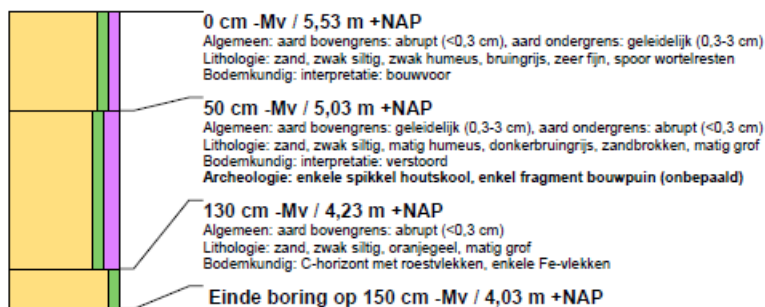 0 cm -Mv / 5,53 m +NAP
Algemeen: aard bovengrens: abrupt (<0,3 cm), aard ondergrens: geleidelijk (0,3-3 cm)
Lithologie: zand, zwak siltig, zwak humeus, bruingrijs, zeer fijn, spoor wortelresten
Bodemkundig: interpretatie: bouwvoor
50 cm -Mv / 5,03 m +NAP
Algemeen: aard bovengrens: geleidelijk (0,3-3 cm), aard ondergrens: abrupt (<0,3 cm)
Lithologie: zand, zwak siltig, matig humeus, donkerbruingrijs, zandbrokken, matig grof
Bodemkundig: interpretatie: verstoord
Archeologie: enkele spikkel houtskool, enkel fragment bouwpuin (onbepaald)
130 cm -Mv / 4,23 m +NAP
Algemeen: aard bovengrens: abrupt (<0,3 cm)
Lithologie: zand, zwak siltig, oranjegeel, matig grof
Bodemkundig: C-horizont met roestvlekken, enkele Fe-vlekken
Einde boring op 150 cm -Mv / 4,03 m +NAP